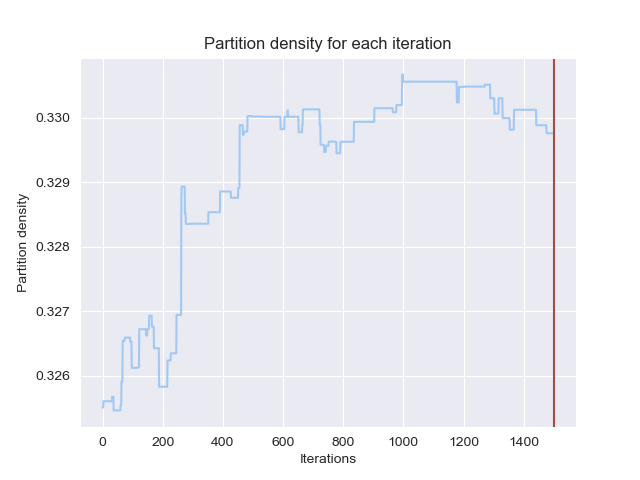 Partition density for each iteration
Partition density
0.330
0.329
0.328
0.327
0.326
0 200 400 600 800 1000 1200 1400
Iterations